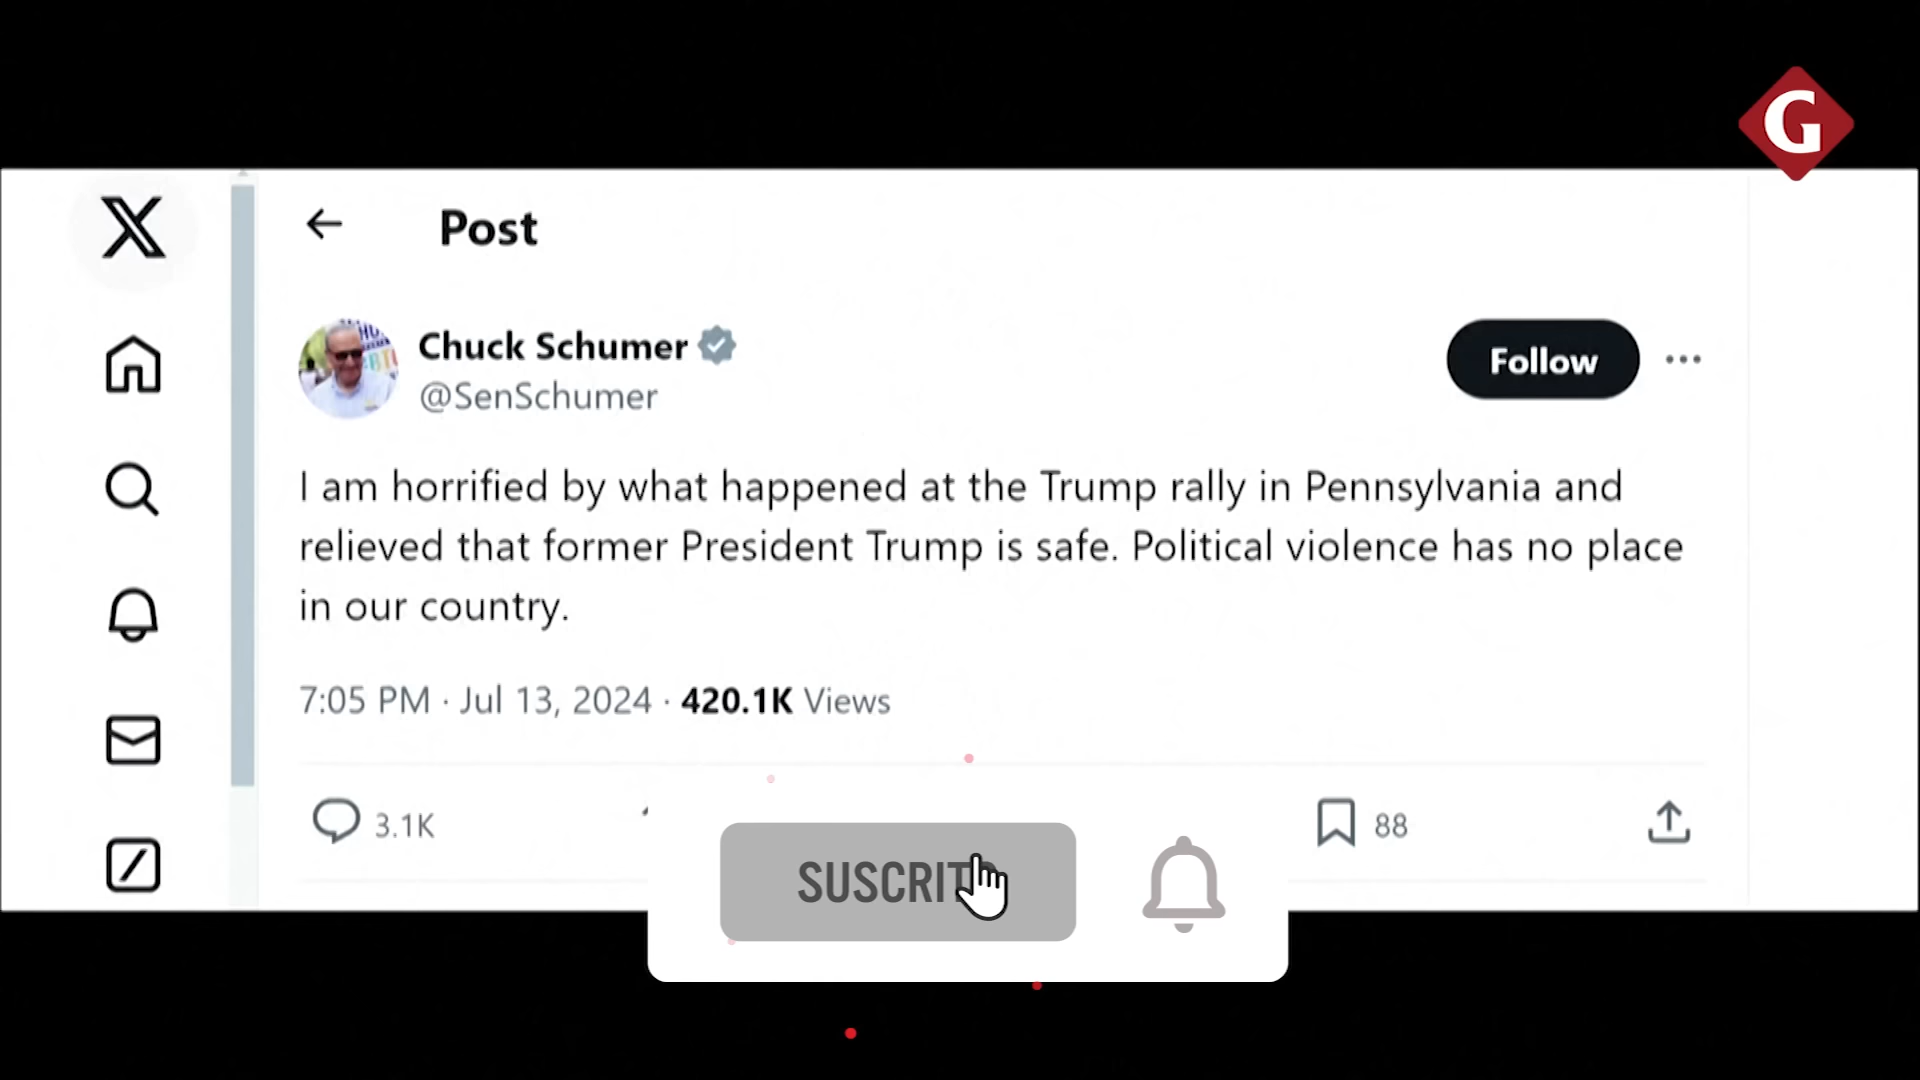 G
X
Post
Chuck Schumer
@SenSchumer
Follow
I am horrified by what happened at the Trump rally in Pennsylvania and
relieved that former President Trump is safe. Political violence has no place
in our country.
7:05 PM · Jul 13, 2024 · 420.1K Views
3.1K
88